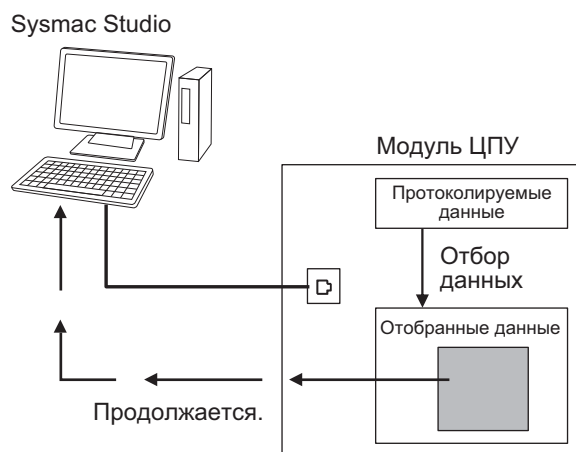 Sysmac Studio
Модуль ЦПУ
Протоколируемые
данные
Отбор
данных
Отобранные данные
Продолжается.